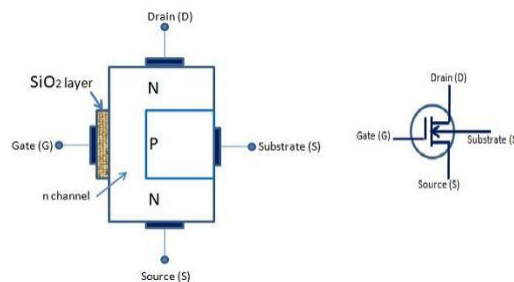 Drain (D)
N
SiO2 layer
Gate (G)
P
Substrate (S)
n channel
N
Source (S)
Drain (D)
Gate (G)
Substrate (S
Source (S)